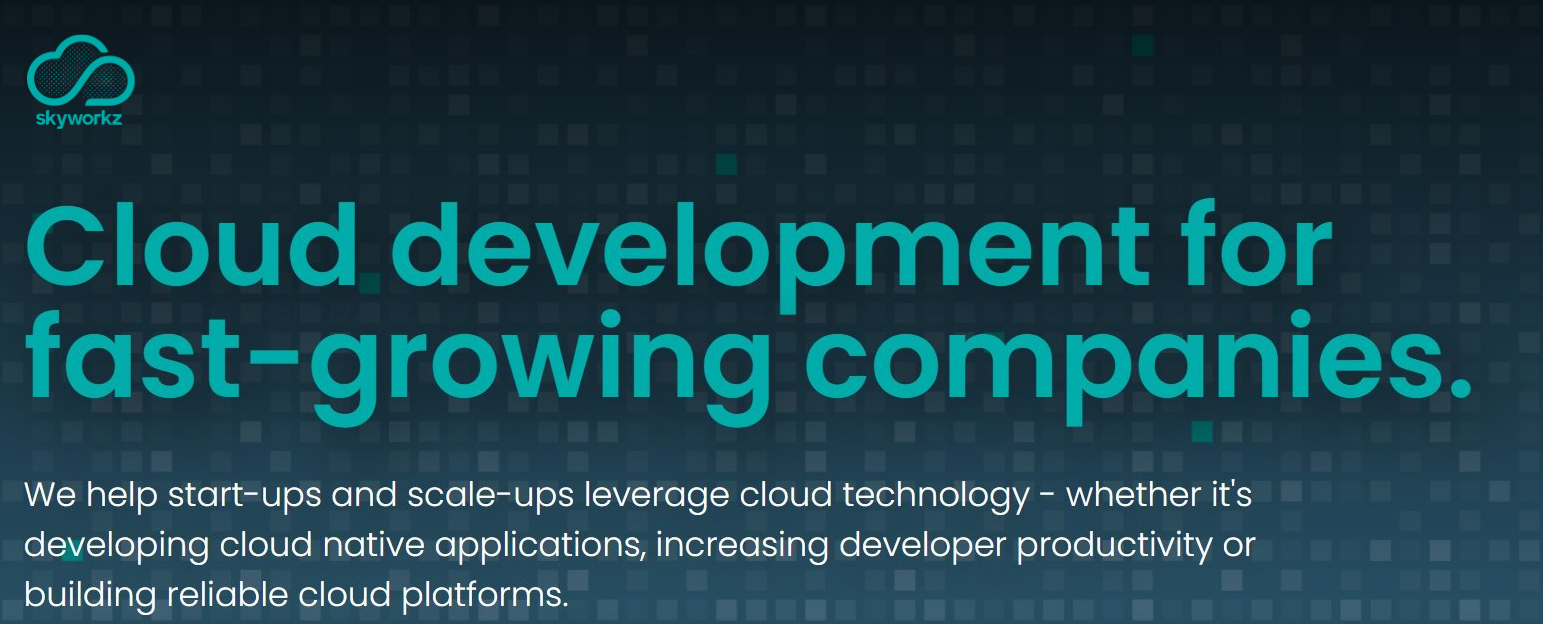 skyworkz
Cloud development for
fast-growing companies.
We help start-ups and scale-ups leverage cloud technology - whether it's
developing cloud native applications, increasing developer productivity or
building reliable cloud platforms.